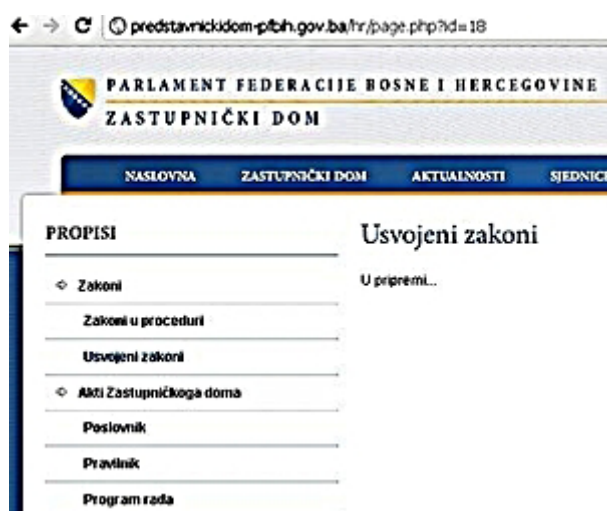 predstavnickidom-pfbih.gov.ba/hr/page.php?id=18
PARLAMENT FEDERACIJE BOSNE I HERCEGOVINE
ZASTUPNIČKI DOM
NASLOVNA ZASTUPNIČKI DOM AKTUALNOSTI SJEDNIC
PROPISI
Usvojeni zakoni
Zakoni
U pripremi...
Zakoni u proceduri
Usvojeni zakoni
Akti Zastupničkoga doma
Poslovnik
Pravilnik
Program rada